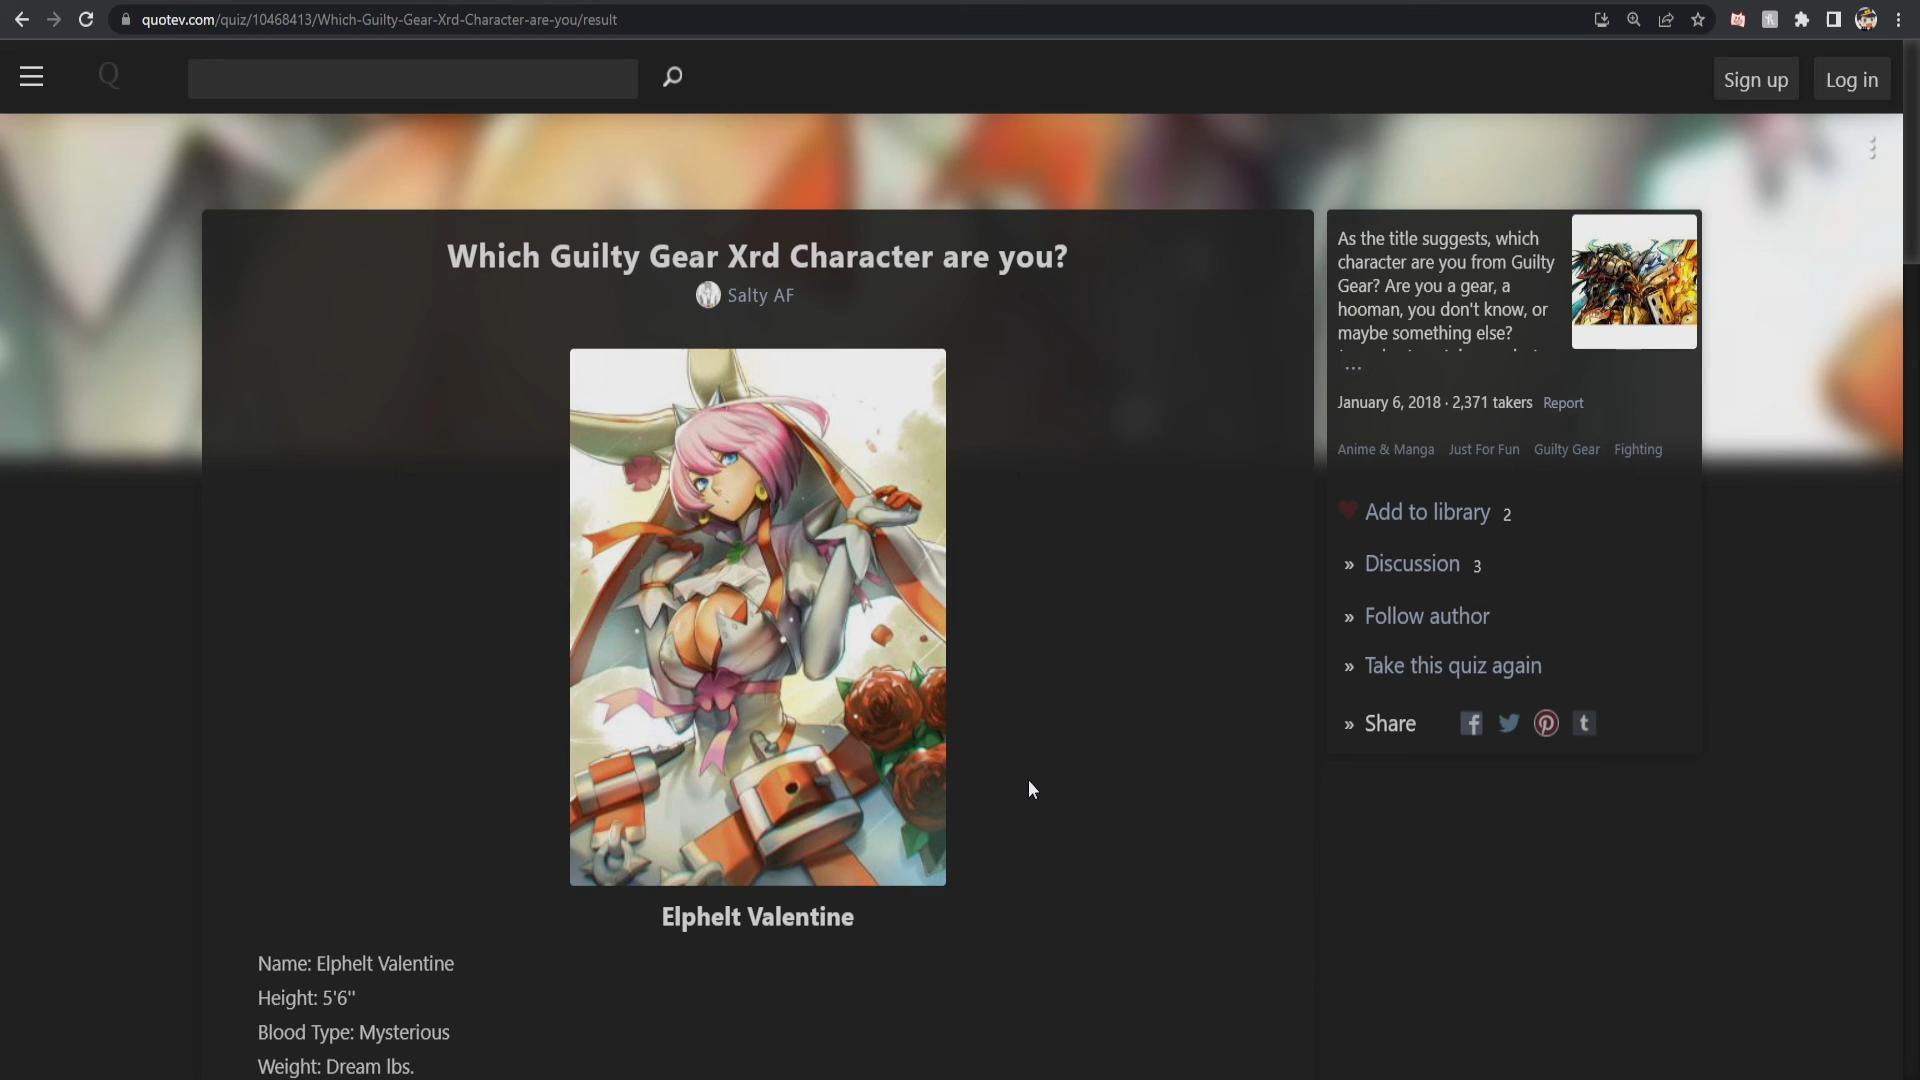 quotev.com/quiz/10468413/Which-Guilty-Gear-Xrd-Character-are-you/result
Q
Sign up
Log in
Which Guilty Gear Xrd Character are you?
Salty AF
Elphelt Valentine
Name: Elphelt Valentine
Height: 5'6"
Blood Type: Mysterious
Weight: Dream lbs.
As the title suggests, which
character are you from Guilty
Gear? Are you a gear, a
hooman, you don't know, or
maybe something else?
...
January 6, 2018 · 2,371 takers Report
Anime & Manga Just For Fun Guilty Gear Fighting
Add to library 2
» Discussion 3
» Follow author
» Take this quiz again
» Share